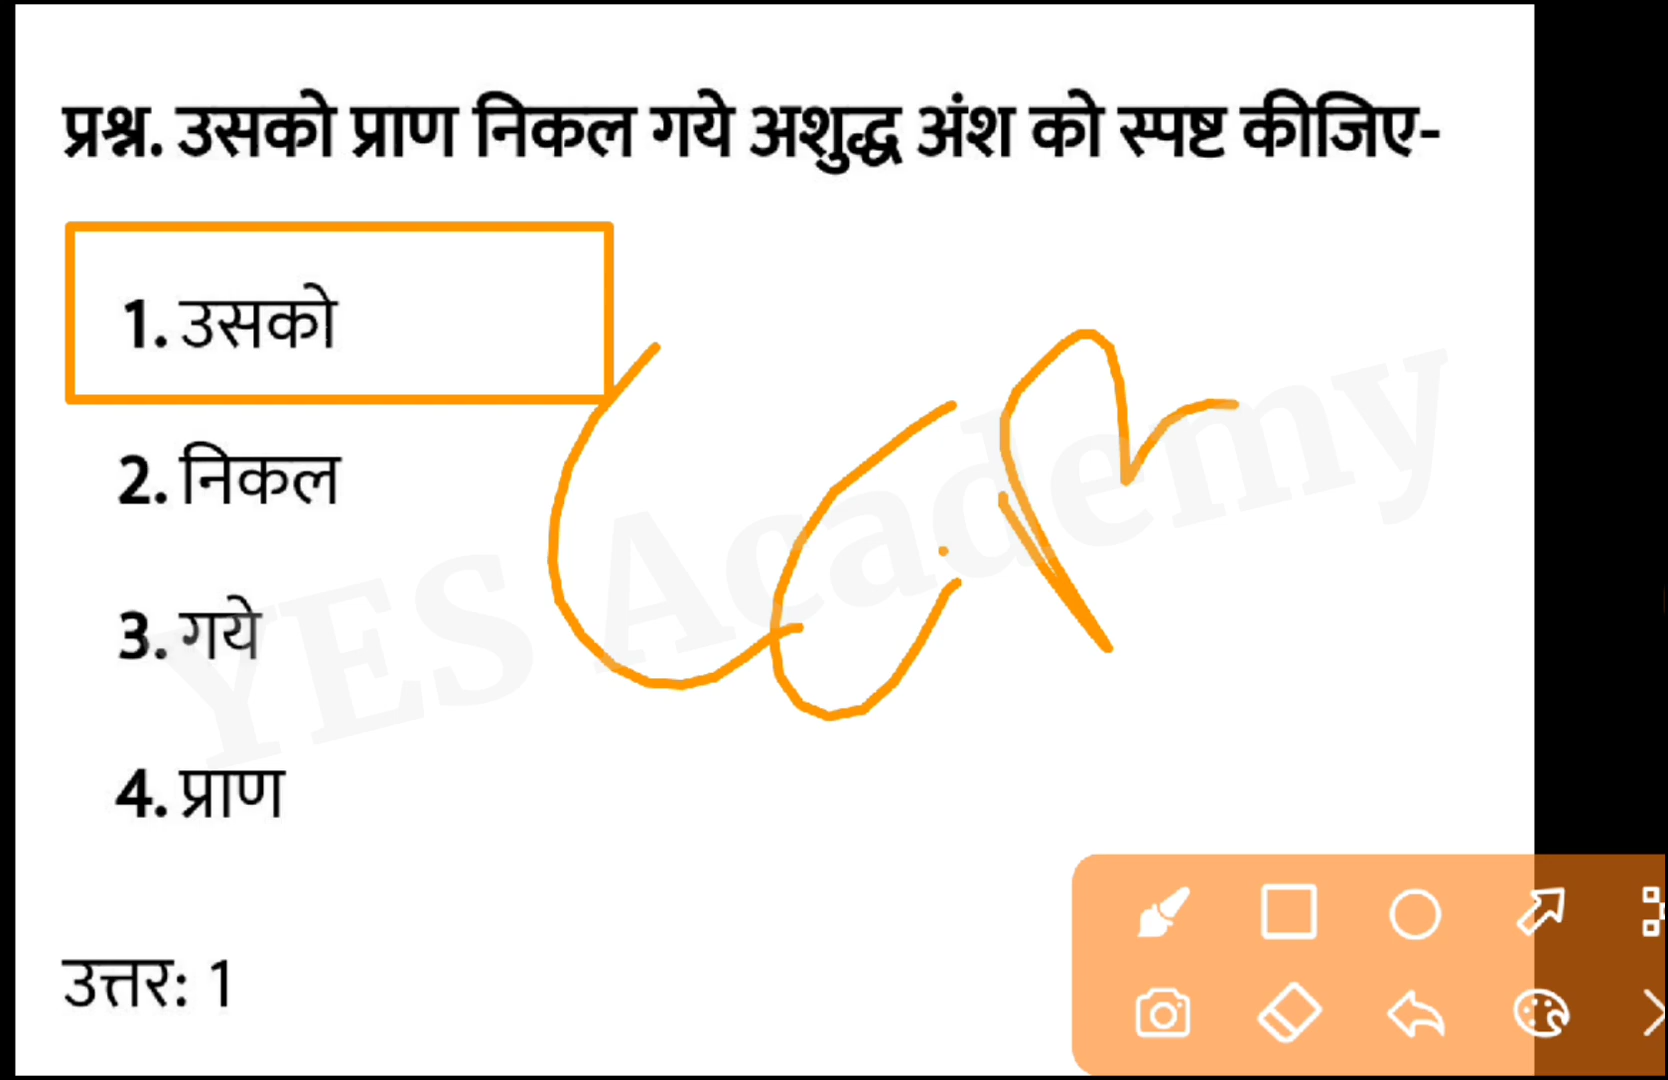 प्रश्न. उसको प्राण निकल गये अशुद्ध अंश को स्पष्ट कीजिए-
1. उसको
2. निकल
3. गये
4. प्राण
उत्तर: 1
YES Academy